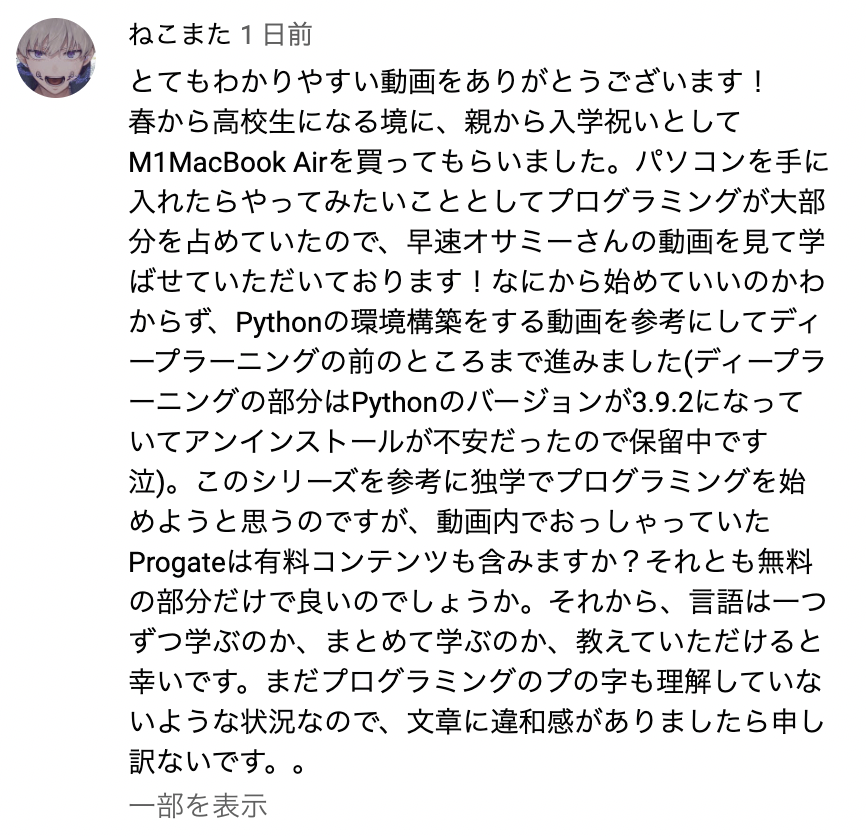 ねこまた 1 日前
とてもわかりやすい動画をありがとうございます！
春から高校生になる境に、親から入学祝いとして
M1MacBook Airを買ってもらいました。パソコンを手に
入れたらやってみたいこととしてプログラミングが大部
分を占めていたので、早速オサミーさんの動画を見て学
ばせていただいております！なにから始めていいのかわ
からず、Pythonの環境構築をする動画を参考にしてディ
ープラーニングの前のところまで進みました(ディープラ
ーニングの部分はPythonのバージョンが3.9.2になって
いてアンインストールが不安だったので保留中です
泣)。このシリーズを参考に独学でプログラミングを始
めようと思うのですが、動画内でおっしゃっていた
Progateは有料コンテンツも含みますか？それとも無料
の部分だけで良いのでしょうか。それから、言語は一つ
ずつ学ぶのか、まとめて学ぶのか、教えていただけると
幸いです。まだプログラミングのプの字も理解していな
いような状況なので、文章に違和感がありましたら申し
訳ないです。。
一部を表示